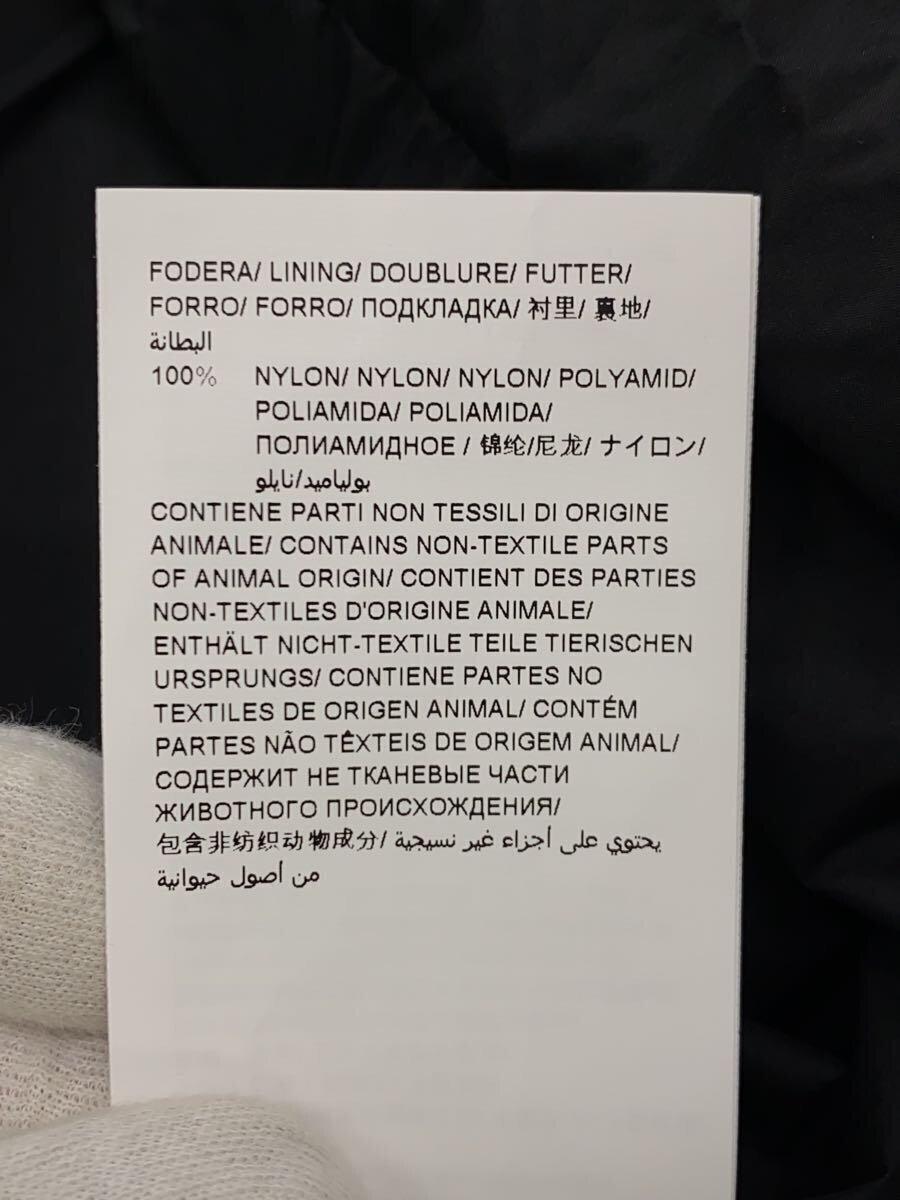 FODERA/ LINING/ DOUBLURE/ FUTTER/
FORRO/ FORRO/ ПОДКЛАДКА/ 衬里/ 裏地/
البطانة
100% NYLON/ NYLON/ NYLON/ POLYAMID/
POLIAMIDA/ POLIAMIDA/
ПОЛИАМИДНОЕ / 锦纶/尼龙/ ナイロン/
بولياميد/نايلو
CONTIENE PARTI NON TESSILI DI ORIGINE
ANIMALE/ CONTAINS NON-TEXTILE PARTS
OF ANIMAL ORIGIN/ CONTIENT DES PARTIES
NON-TEXTILES D'ORIGINE ANIMALE/
ENTHÄLT NICHT-TEXTILE TEILE TIERISCHEN
URSPRUNGS/ CONTIENE PARTES NO
TEXTILES DE ORIGEN ANIMAL/ CONTÉM
PARTES NÃO TÊXTEIS DE ORIGEM ANIMAL/
СОДЕРЖИТ НЕ ТКАНЕВЫЕ ЧАСТИ
ЖИВОТНОГО ПРОИСХОЖДЕНИЯ/
包含非纺织动物成分/ يحتوي على أجزاء غير نسيجية
من أصول حيوانية